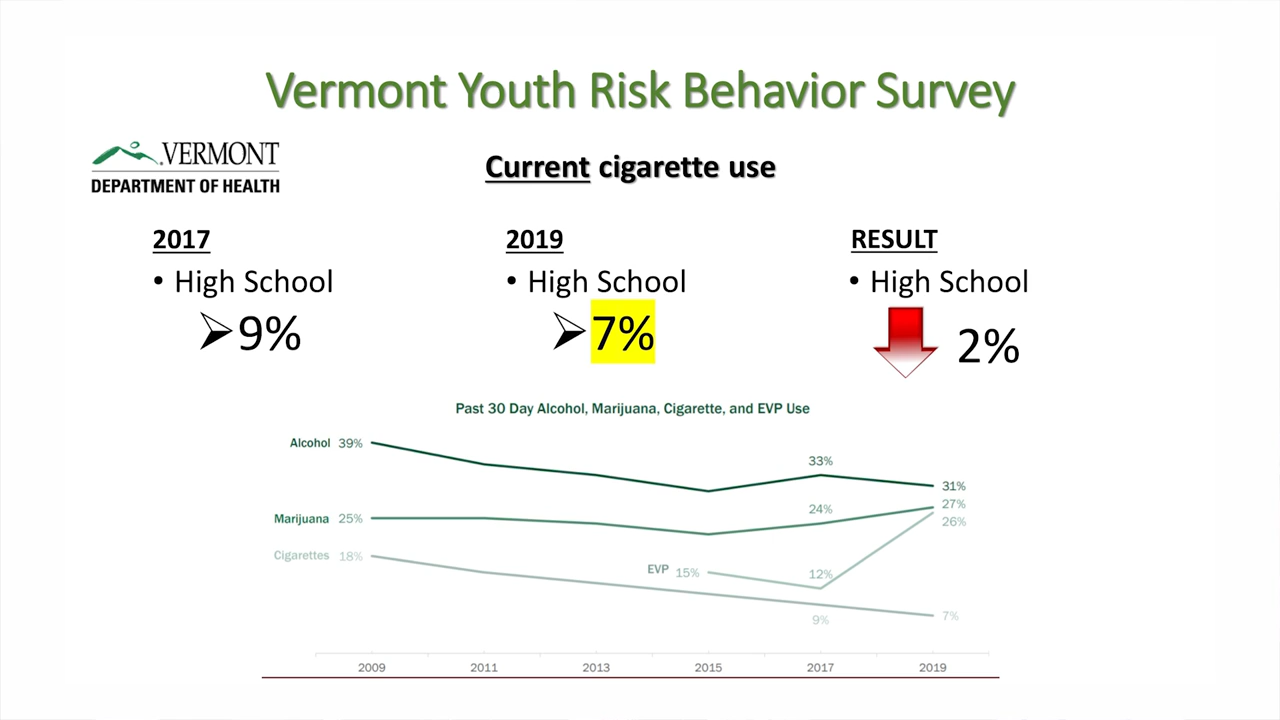 Vermont Youth Risk Behavior Survey
VERMONT
DEPARTMENT OF HEALTH
Current cigarette use
2017
• High School
➢9%
2019
• High School
➢7%
RESULT
• High School
2%
Past 30 Day Alcohol, Marijuana, Cigarette, and EVP Use
Alcohol 39%
33%
31%
Marijuana 25%
24%
27%
26%
Cigarettes 18%
EVP 15%
12%
9%
7%
2009 2011 2013 2015 2017 2019